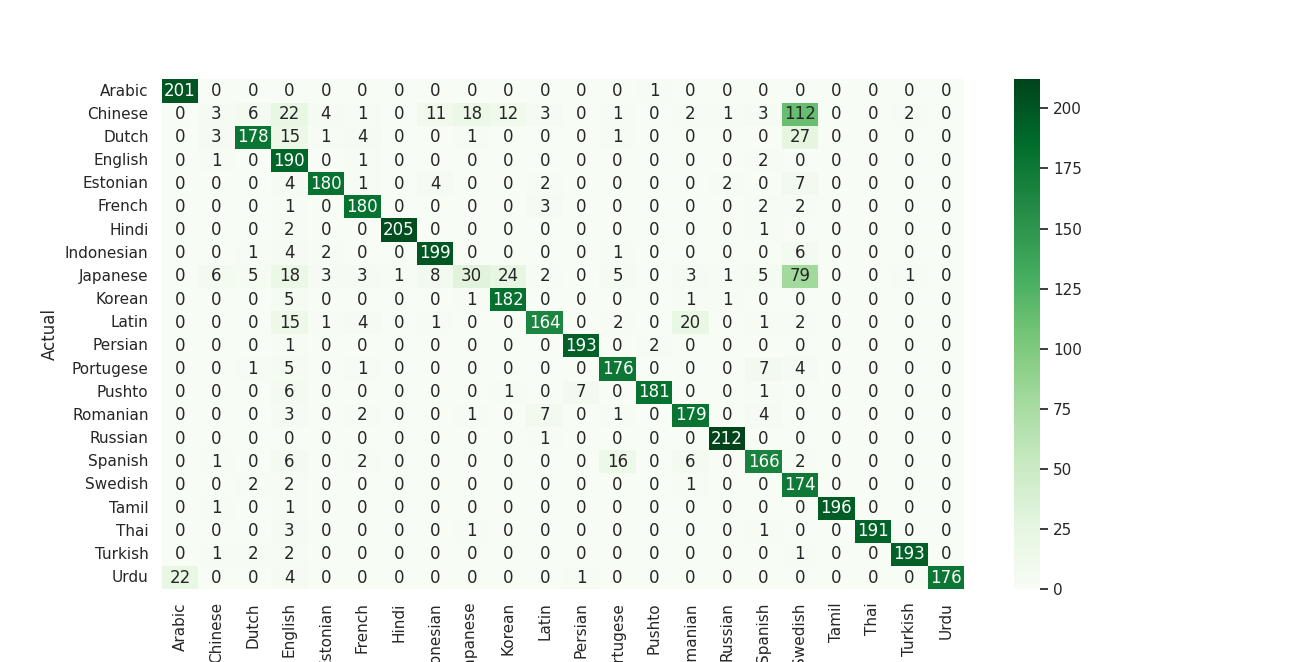 Arabic 201 0 0 0 0 0 0 0 0 0 0 0 0 1 0 0 0 0 0 0 0 0
Chinese 0 3 6 22 4 1 0 11 18 12 3 0 1 0 2 1 3 112 0 0 2 0
Dutch 0 3 178 15 1 4 0 0 1 0 0 0 1 0 0 0 0 27 0 0 0 0
English 0 1 0 190 0 1 0 0 0 0 0 0 0 0 0 0 2 0 0 0 0 0
Estonian 0 0 0 4 180 1 0 4 0 0 2 0 0 0 0 2 0 7 0 0 0 0
French 0 0 0 1 0 180 0 0 0 0 3 0 0 0 0 0 2 2 0 0 0 0
Hindi 0 0 0 2 0 0 205 0 0 0 0 0 0 0 0 0 1 0 0 0 0 0
Indonesian 0 0 1 4 2 0 0 199 0 0 0 0 1 0 0 0 0 6 0 0 0 0
Japanese 0 6 5 18 3 3 1 8 30 24 2 0 5 0 3 1 5 79 0 0 1 0
Korean 0 0 0 5 0 0 0 0 1 182 0 0 0 0 1 1 0 0 0 0 0 0
Latin 0 0 0 15 1 4 0 1 0 0 164 0 2 0 20 0 1 2 0 0 0 0
Persian 0 0 0 1 0 0 0 0 0 0 0 193 0 2 0 0 0 0 0 0 0 0
Portugese 0 0 1 5 0 1 0 0 0 0 0 0 176 0 0 0 7 4 0 0 0 0
Pushto 0 0 0 6 0 0 0 0 0 1 0 7 0 181 0 0 1 0 0 0 0 0
Romanian 0 0 0 3 0 2 0 0 1 0 7 0 1 0 179 0 4 0 0 0 0 0
Russian 0 0 0 0 0 0 0 0 0 0 1 0 0 0 0 212 0 0 0 0 0 0
Spanish 0 1 0 6 0 2 0 0 0 0 0 0 16 0 6 0 166 2 0 0 0 0
Swedish 0 0 2 2 0 0 0 0 0 0 0 0 0 0 1 0 0 174 0 0 0 0
Tamil 0 1 0 1 0 0 0 0 0 0 0 0 0 0 0 0 0 0 196 0 0 0
Thai 0 0 0 3 0 0 0 0 1 0 0 0 0 0 0 0 1 0 0 191 0 0
Turkish 0 1 2 2 0 0 0 0 0 0 0 0 0 0 0 0 0 1 0 0 193 0
Urdu 22 0 0 4 0 0 0 0 0 0 0 1 0 0 0 0 0 0 0 0 0 176
Actual
Arabic
Chinese
Dutch
English
stonian
French
Hindi
onesian
apanese
Korean
Latin
Persian
rtugese
Pushto
manian
Russian
Spanish
Swedish
Tamil
Thai
Turkish
Urdu
200
175
150
125
100
75
50
25
0